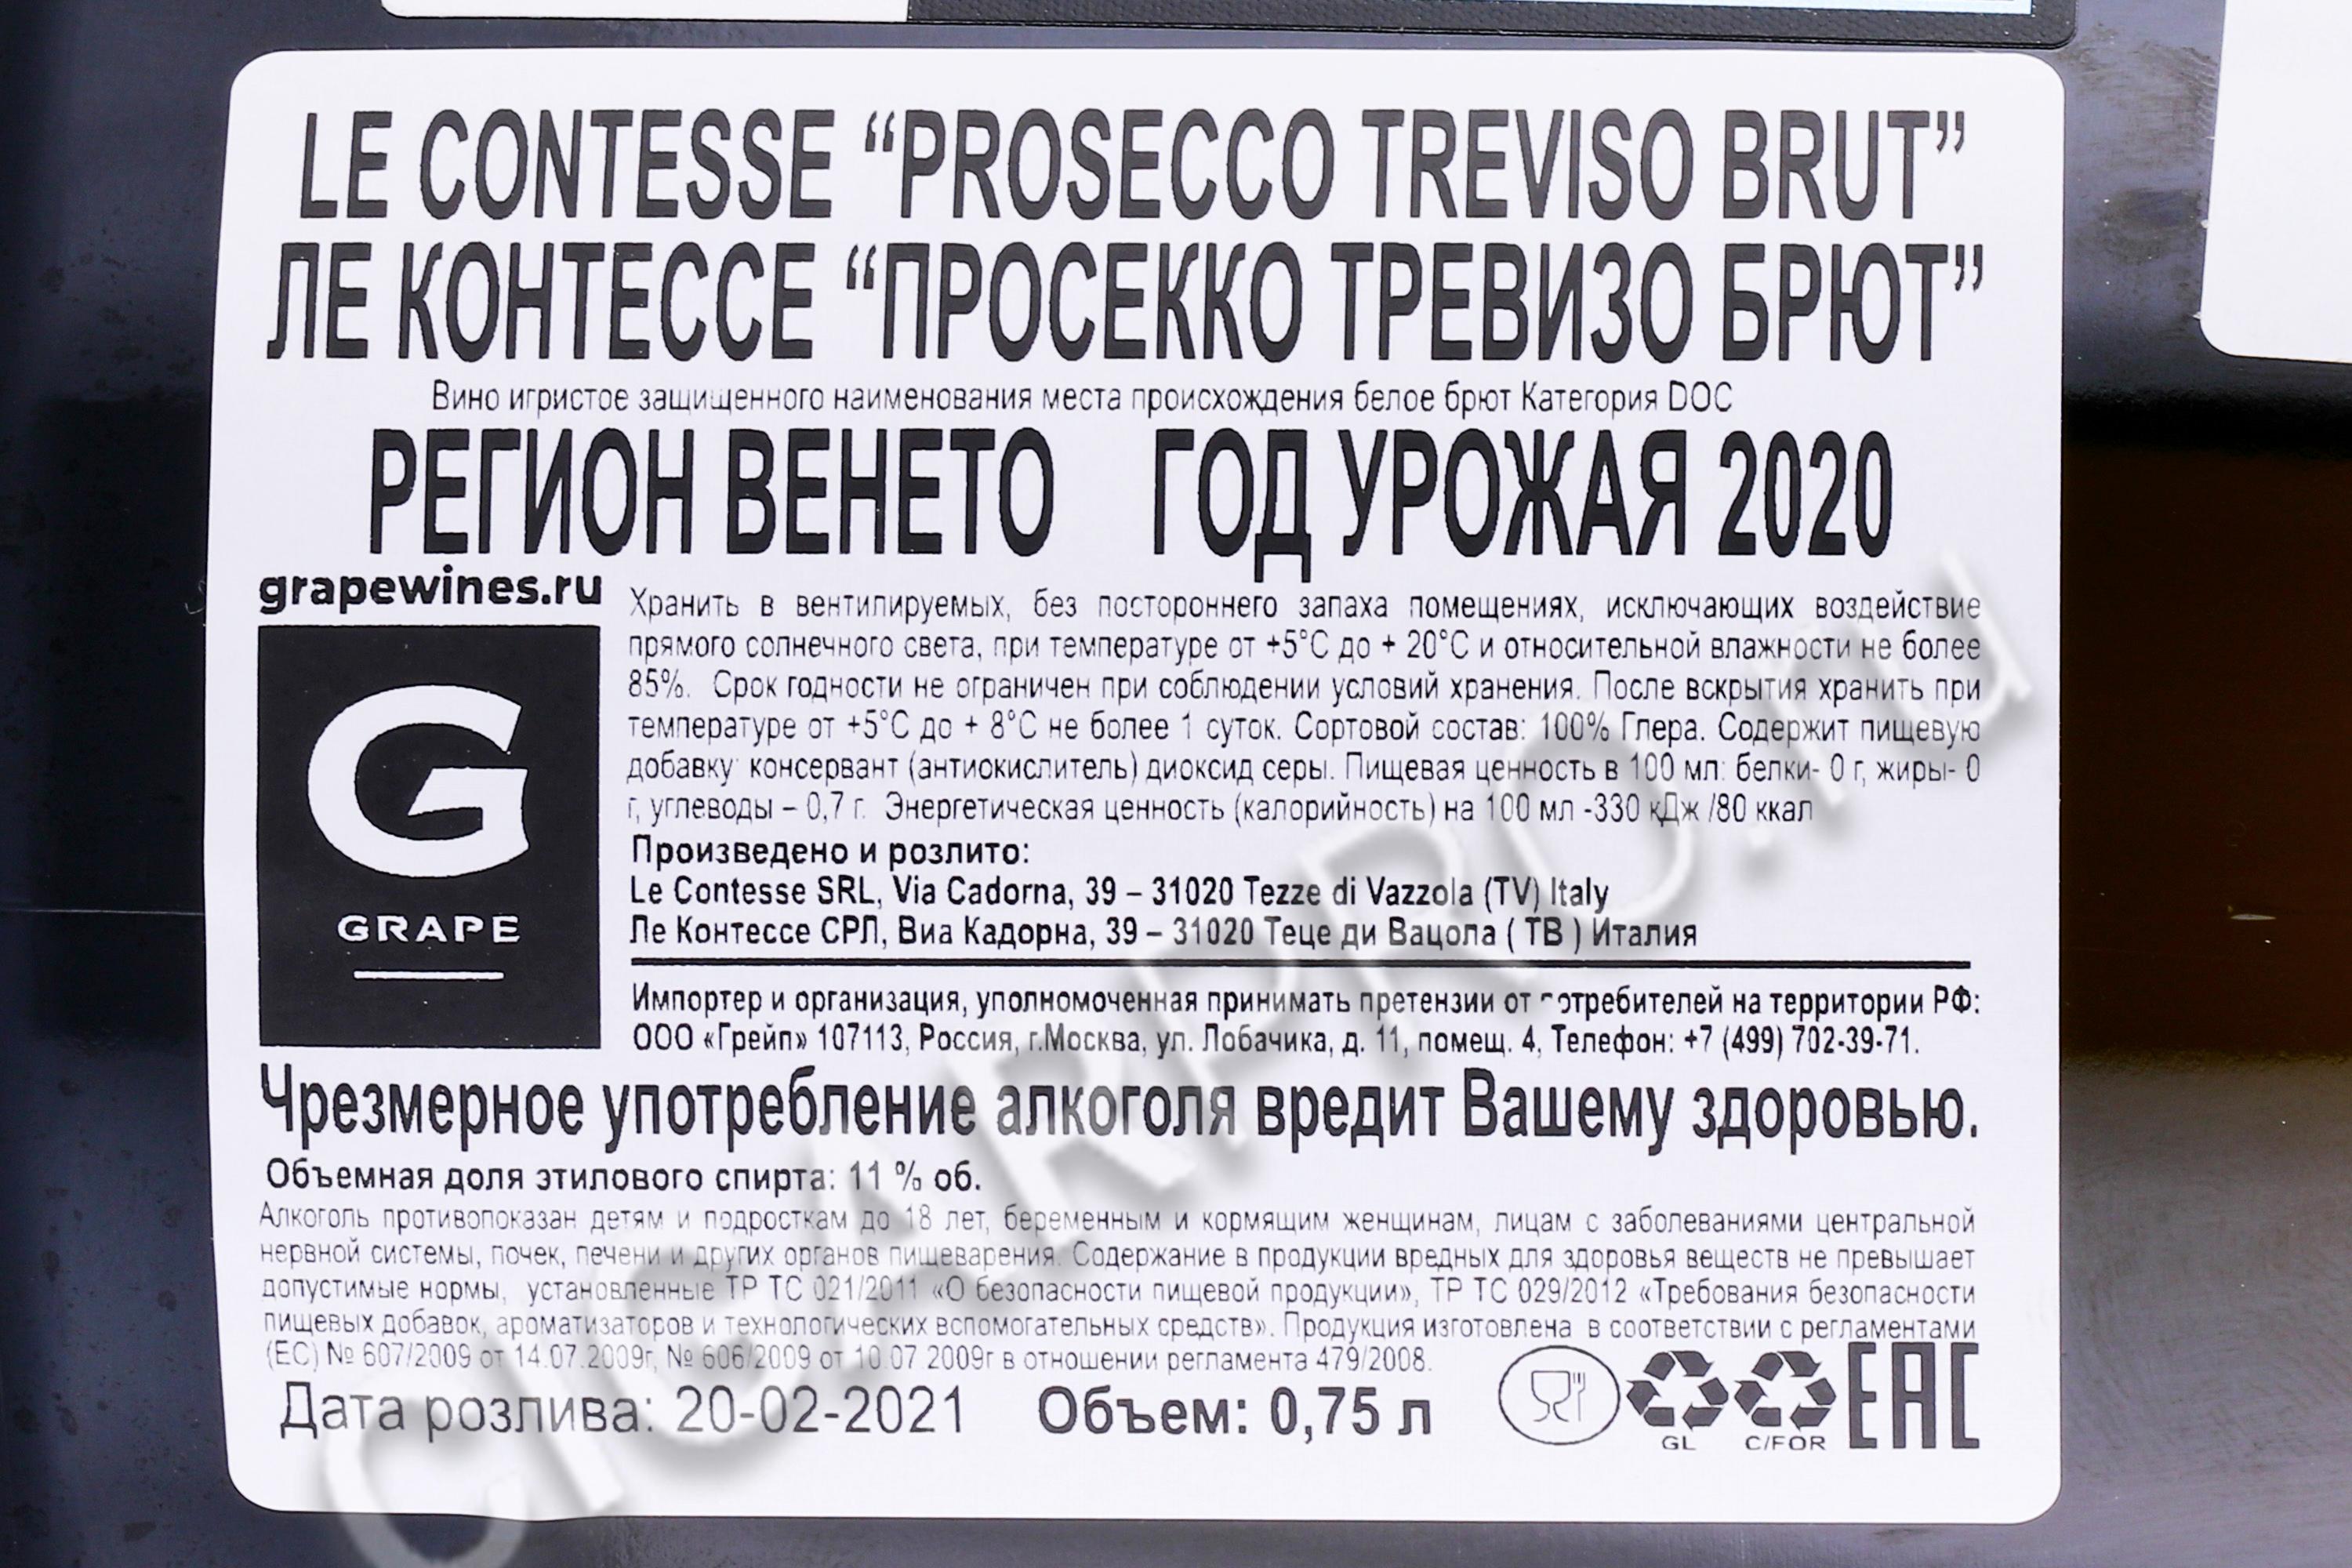 LE CONTESSE “PROSECCO TREVISO BRUT”
ЛЕ КОНТЕССЕ “ПРОСЕККО ТРЕВИЗО БРЮТ”
Вино игристое защищенного наименования места происхождения белое брют Категория DOC
РЕГИОН ВЕНЕТО ГОД УРОЖАЯ 2020
grapewines.ru
G
GRAPE
Хранить в вентилируемых, без постороннего запаха помещениях, исключающих воздействие
прямого солнечного света, при температуре от +5°С до + 20°С и относительной влажности не более
85%. Срок годности не ограничен при соблюдении условий хранения. После вскрытия хранить при
температуре от +5°С до + 8°С не более 1 суток. Сортовой состав: 100% Глера. Содержит пищевую
добавку: консервант (антиокислитель) диоксид серы. Пищевая ценность в 100 мл: белки- 0 г, жиры- 0
г, углеводы – 0,7 г. Энергетическая ценность (калорийность) на 100 мл -330 кДж /80 ккал
Произведено и розлито:
Le Contesse SRL, Via Cadorna, 39 – 31020 Tezze di Vazzola (TV) Italy
Ле Контессе СРЛ, Виа Кадорна, 39 – 31020 Теце ди Вацола ( ТВ ) Италия
Импортер и организация, уполномоченная принимать претензии от потребителей на территории РФ:
ООО «Грейп» 107113, Россия, г.Москва, ул. Лобачика, д. 11, помещ. 4, Телефон: +7 (499) 702-39-71.
Чрезмерное употребление алкоголя вредит Вашему здоровью.
Объемная доля этилового спирта: 11 % об.
Алкоголь противопоказан детям и подросткам до 18 лет, беременным и кормящим женщинам, лицам с заболеваниями центральной
нервной системы, почек, печени и других органов пищеварения. Содержание в продукции вредных для здоровья веществ не превышает
допустимые нормы, установленные ТР ТС 021/2011 «О безопасности пищевой продукции», ТР ТС 029/2012 «Требования безопасности
пищевых добавок, ароматизаторов и технологических вспомогательных средств». Продукция изготовлена в соответствии с регламентами
(ЕС) № 607/2009 от 14.07.2009г, № 606/2009 от 10.07.2009г в отношении регламента 479/2008.
Дата розлива: 20-02-2021 Объем: 0,75 л
GL C/FOR EAC
CIGARPRO.ru